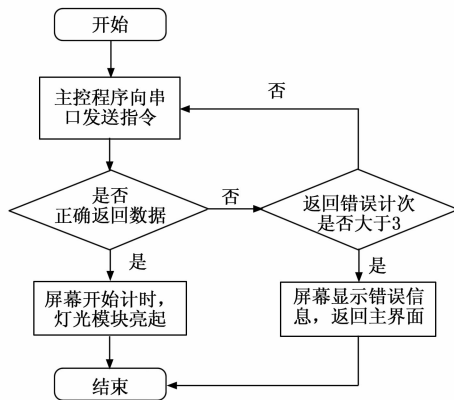 开始
主控程序向串
口发送指令
否
是否
正确返回数据
否
返回错误计次
是否大于3
是
是
屏幕开始计时，
灯光模块亮起
屏幕显示错误信
息，返回主界面
结束